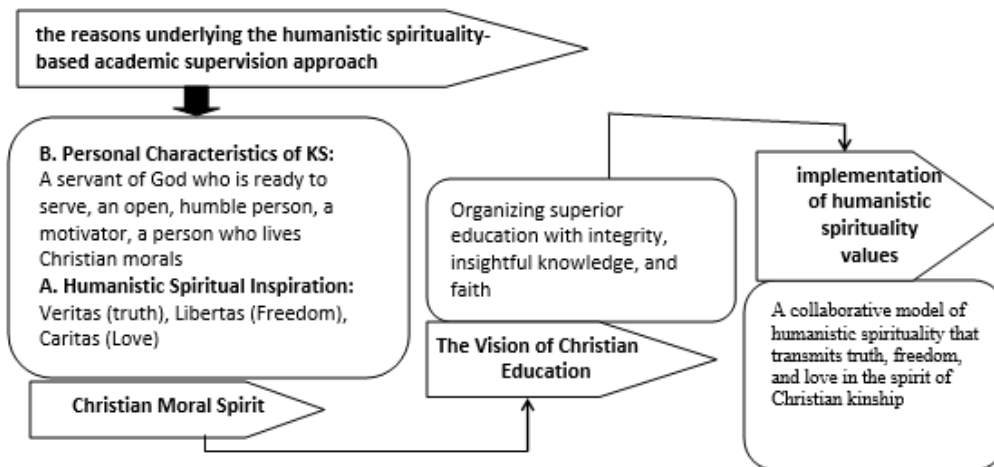 the reasons underlying the humanistic spirituality-
based academic supervision approach
B. Personal Characteristics of KS:
A servant of God who is ready to
serve, an open, humble person, a
motivator, a person who lives
Christian morals
A. Humanistic Spiritual Inspiration:
Veritas (truth), Libertas (Freedom),
Caritas (Love)
Christian Moral Spirit
Organizing superior
education with integrity,
insightful knowledge, and
faith
The Vision of Christian
Education
implementation
of humanistic
spirituality
values
A collaborative model of
humanistic spirituality that
transmits truth, freedom,
and love in the spirit of
Christian kinship